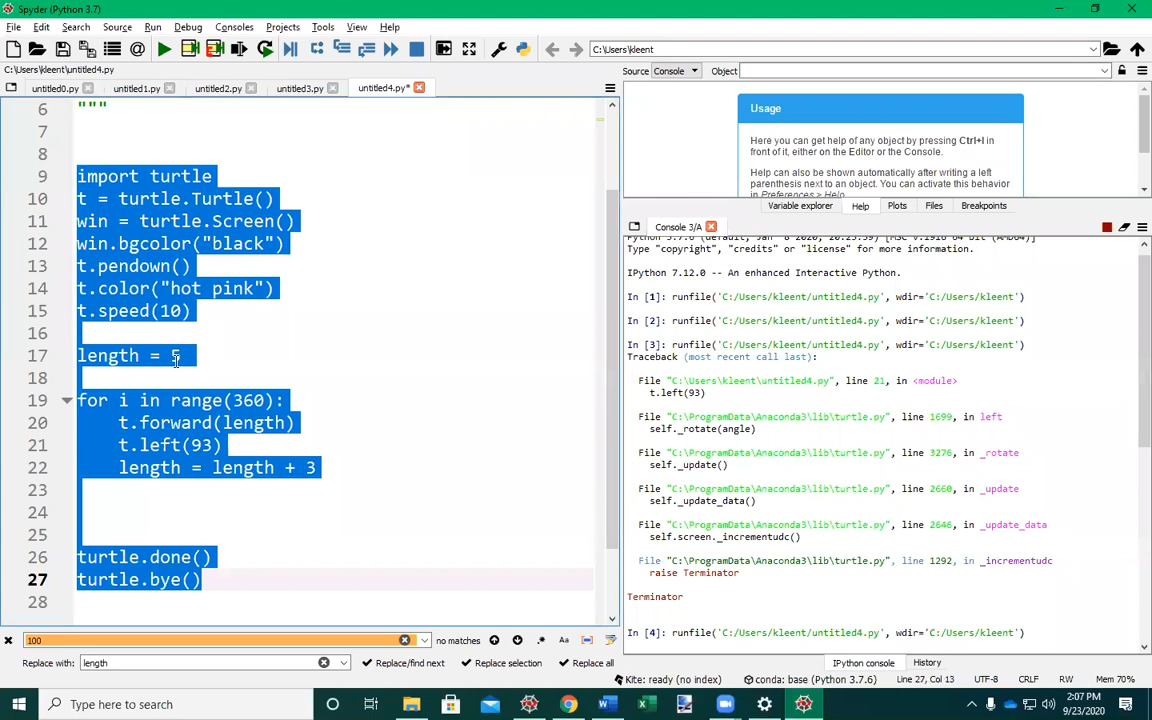 Spyder (Python 3.7)
File Edit Search Source Run Debug Consoles Projects Tools View Help
C:\Users\kleent
C:\Users\kleent\untitled4.py
Source Console Object
untitled0.py untitled1.py untitled2.py untitled3.py untitled4.py*
6 """
7
8
9 import turtle
10 t = turtle.Turtle()
11 win = turtle.Screen()
12 win.bgcolor("black")
13 t.pendown()
14 t.color("hot pink")
15 t.speed(10)
16
17 length = 5
18
19 for i in range(360):
20 t.forward(length)
21 t.left(93)
22 length = length + 3
23
24
25
26 turtle.done()
27 turtle.bye()
28
Usage
Here you can get help of any object by pressing Ctrl+I in
front of it, either on the Editor or the Console.
Help can also be shown automatically after writing a left
parenthesis next to an object. You can activate this behavior
in Preferences > Help.
Variable explorer Help Plots Files Breakpoints
Console 3/A
Type "copyright", "credits" or "license" for more information.
IPython 7.12.0 -- An enhanced Interactive Python.
In [1]: runfile('C:/Users/kleent/untitled4.py', wdir='C:/Users/kleent')
In [2]: runfile('C:/Users/kleent/untitled4.py', wdir='C:/Users/kleent')
In [3]: runfile('C:/Users/kleent/untitled4.py', wdir='C:/Users/kleent')
Traceback (most recent call last):
File "C:\Users\kleent\untitled4.py", line 21, in <module>
t.left(93)
File "C:\ProgramData\Anaconda3\lib\turtle.py", line 1699, in left
self._rotate(angle)
File "C:\ProgramData\Anaconda3\lib\turtle.py", line 3276, in _rotate
self._update()
File "C:\ProgramData\Anaconda3\lib\turtle.py", line 2660, in _update
self._update_data()
File "C:\ProgramData\Anaconda3\lib\turtle.py", line 2646, in _update_data
self.screen._incrementudc()
File "C:\ProgramData\Anaconda3\lib\turtle.py", line 1292, in _incrementudc
raise Terminator
Terminator
In [4]: runfile('C:/Users/kleent/untitled4.py', wdir='C:/Users/kleent')
100 no matches Aa
Replace with: length Replace/find next Replace selection Replace all
IPython console History
Kite: ready (no index) conda: base (Python 3.7.6) Line 27, Col 13 UTF-8 CRLF RW Mem 70%
Type here to search
2:07 PM
9/23/2020